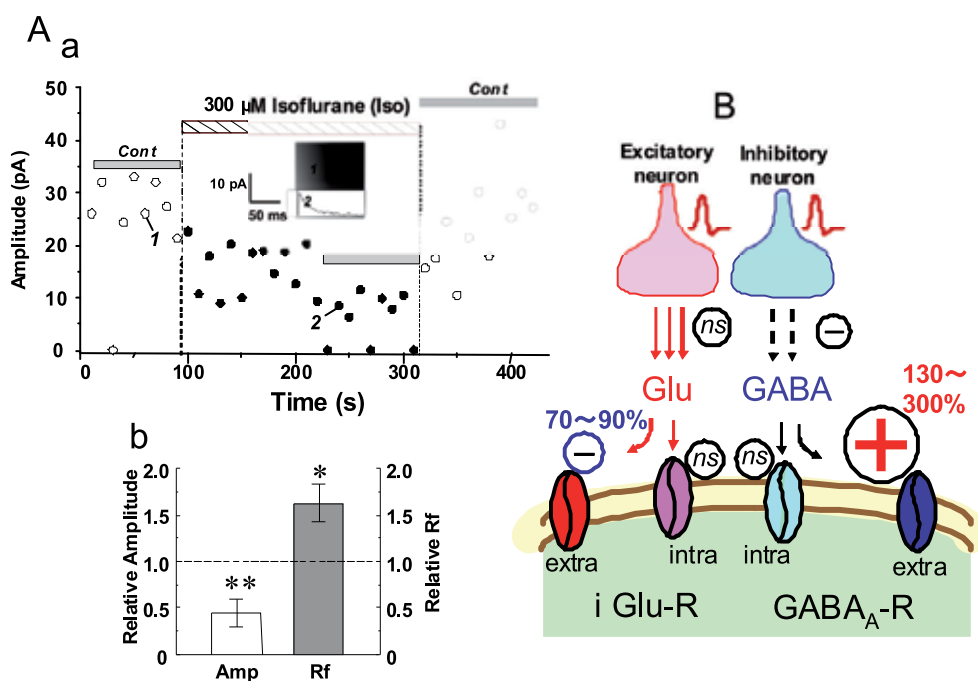 A
a
50
40
30
20
10
0
Amplitude (pA)
0
100
200
300
400
Time (s)
Cont
300 μM Isoflurane (Iso)
Cont
10 pA
50 ms
1
2
1
2
b
2.0
1.5
1.0
0.5
0
Relative Amplitude
**
*
2.0
1.5
1.0
0.5
0
Relative Rf
Amp
Rf
B
Excitatory neuron
Inhibitory neuron
ns
−
Glu
GABA
130～
300%
70～90%
−
ns
ns
+
extra
intra
intra
extra
i Glu-R
GABAA-R